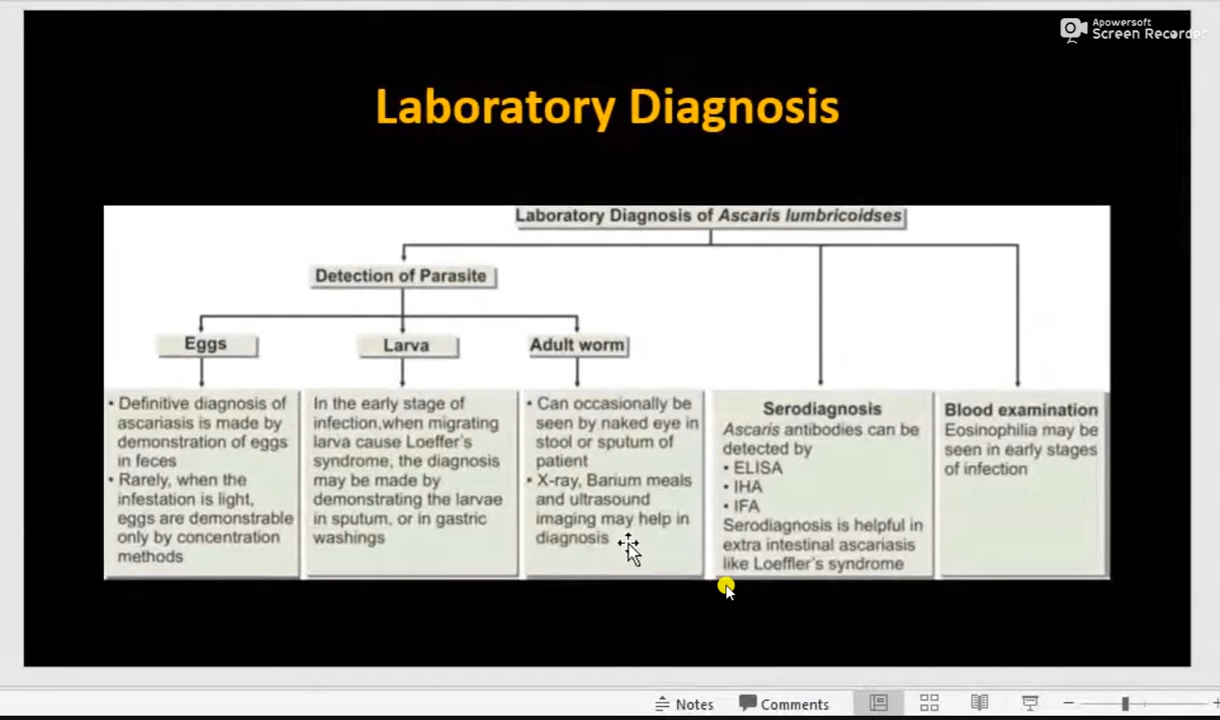 Apowersoft
Screen Recorder
Laboratory Diagnosis
Laboratory Diagnosis of Ascaris lumbricoidses
Detection of Parasite
Eggs
Larva
Adult worm
• Definitive diagnosis of
ascariasis is made by
demonstration of eggs
in feces
• Rarely, when the
infestation is light,
eggs are demonstrable
only by concentration
methods
In the early stage of
infection,when migrating
larva cause Loeffer's
syndrome, the diagnosis
may be made by
demonstrating the larvae
in sputum, or in gastric
washings
• Can occasionally be
seen by naked eye in
stool or sputum of
patient
• X-ray, Barium meals
and ultrasound
imaging may help in
diagnosis
Serodiagnosis
Ascaris antibodies can be
detected by
• ELISA
• IHA
• IFA
Serodiagnosis is helpful in
extra intestinal ascariasis
like Loeffler's syndrome
Blood examination
Eosinophilia may be
seen in early stages
of infection
Notes
Comments